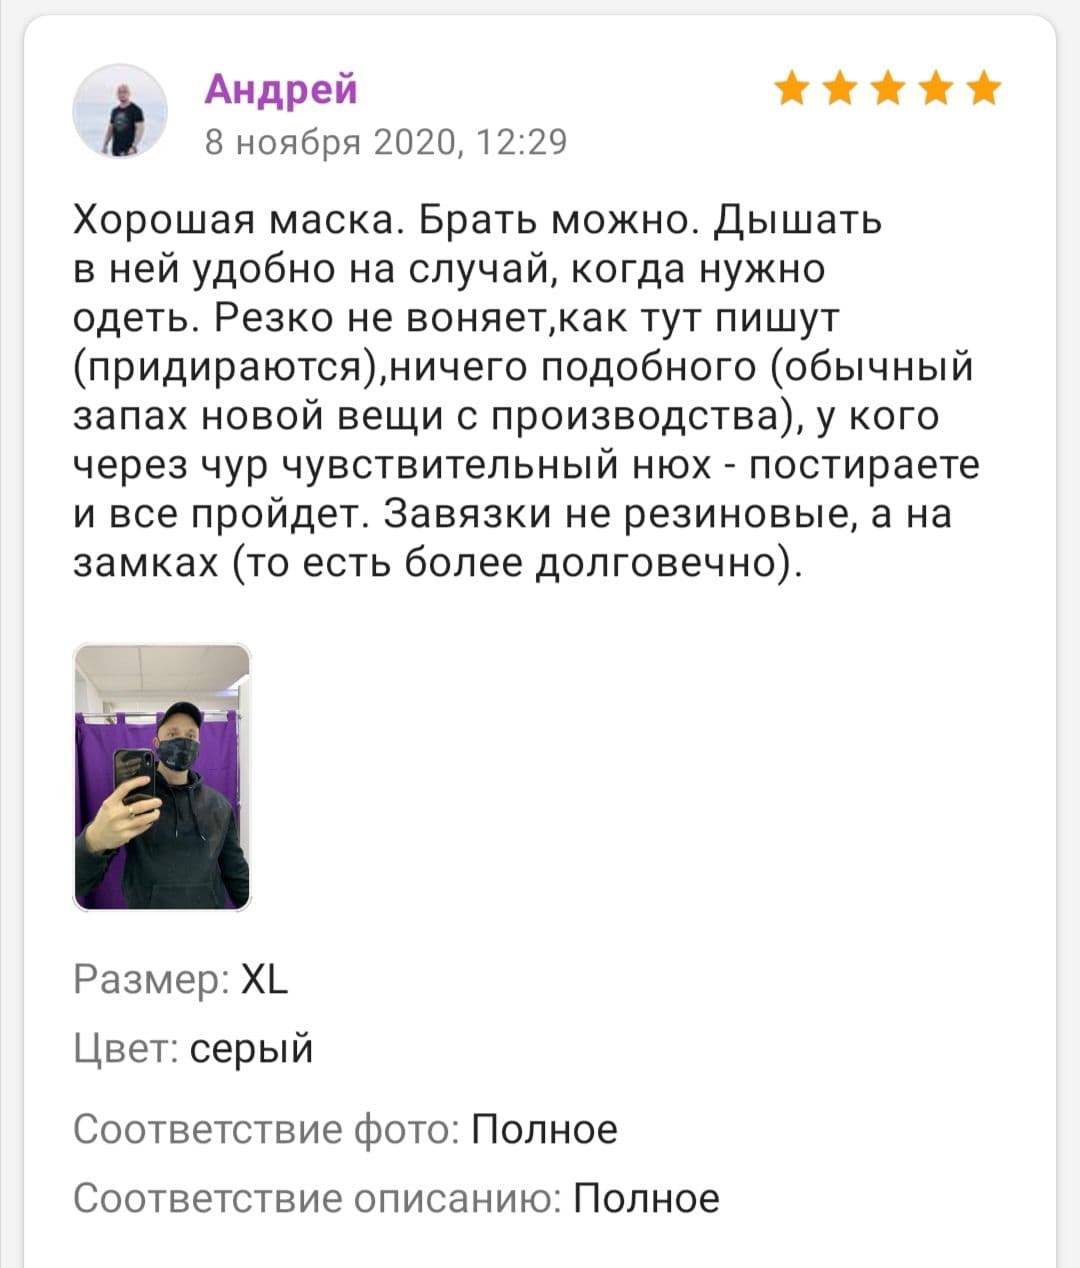 Андрей
8 ноября 2020, 12:29
Хорошая маска. Брать можно. Дышать
в ней удобно на случай, когда нужно
одеть. Резко не воняет,как тут пишут
(придираются),ничего подобного (обычный
запах новой вещи с производства), у кого
через чур чувствительный нюх - постираете
и все пройдет. Завязки не резиновые, а на
замках (то есть более долговечно).
Размер: XL
Цвет: серый
Соответствие фото: Полное
Соответствие описанию: Полное